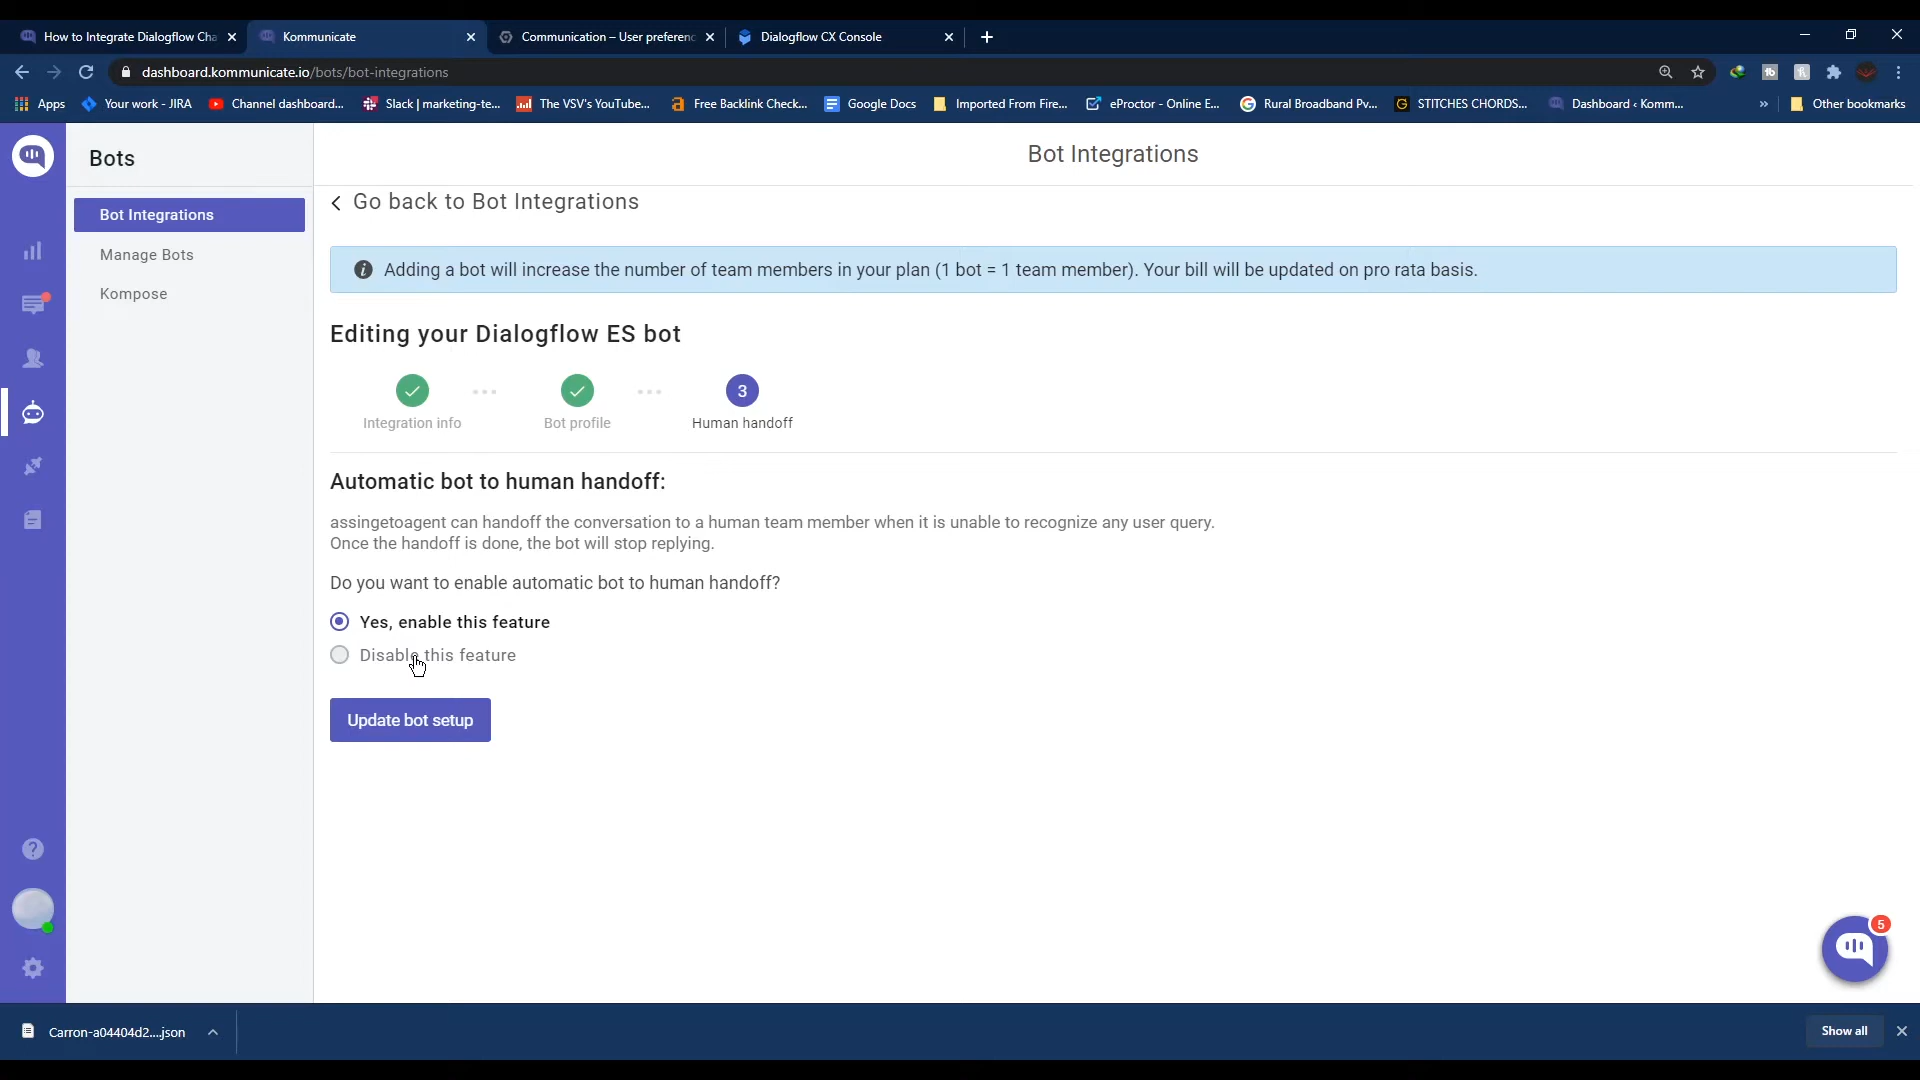 How to Integrate Dialogflow Cha
Kommunicate
Communication – User preferenc
Dialogflow CX Console
dashboard.kommunicate.io/bots/bot-integrations
Apps
Your work - JIRA
Channel dashboard...
Slack | marketing-te...
The VSV's YouTube...
Free Backlink Check...
Google Docs
Imported From Fire...
eProctor - Online E...
Rural Broadband Pv...
STITCHES CHORDS...
Dashboard ‹ Komm...
»
Other bookmarks
Bots
Bot Integrations
Bot Integrations
Manage Bots
Kompose
Go back to Bot Integrations
Adding a bot will increase the number of team members in your plan (1 bot = 1 team member). Your bill will be updated on pro rata basis.
Editing your Dialogflow ES bot
3
Integration info
Bot profile
Human handoff
Automatic bot to human handoff:
assingetoagent can handoff the conversation to a human team member when it is unable to recognize any user query.
Once the handoff is done, the bot will stop replying.
Do you want to enable automatic bot to human handoff?
Yes, enable this feature
Disable this feature
Update bot setup
5
Carron-a04404d2....json
Show all